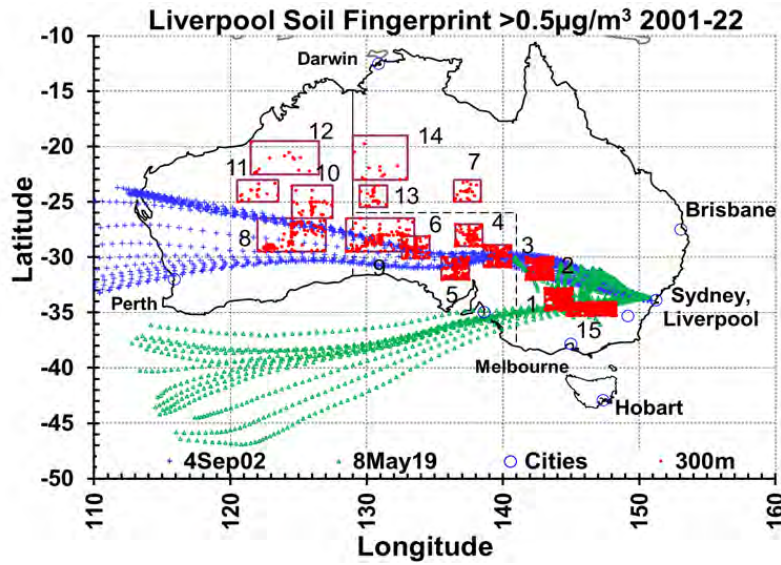 Liverpool Soil Fingerprint >0.5µg/m³ 2001-22
-10
-15
-20
-25
-30
-35
-40
-45
-50
Latitude
Darwin
12
14
11
10
7
13
8
6
4
9
3
2
5
1
15
Brisbane
Perth
Sydney,
Liverpool
Melbourne
Hobart
4Sep02
8May19
Cities
300m
110
120
130
140
150
160
Longitude